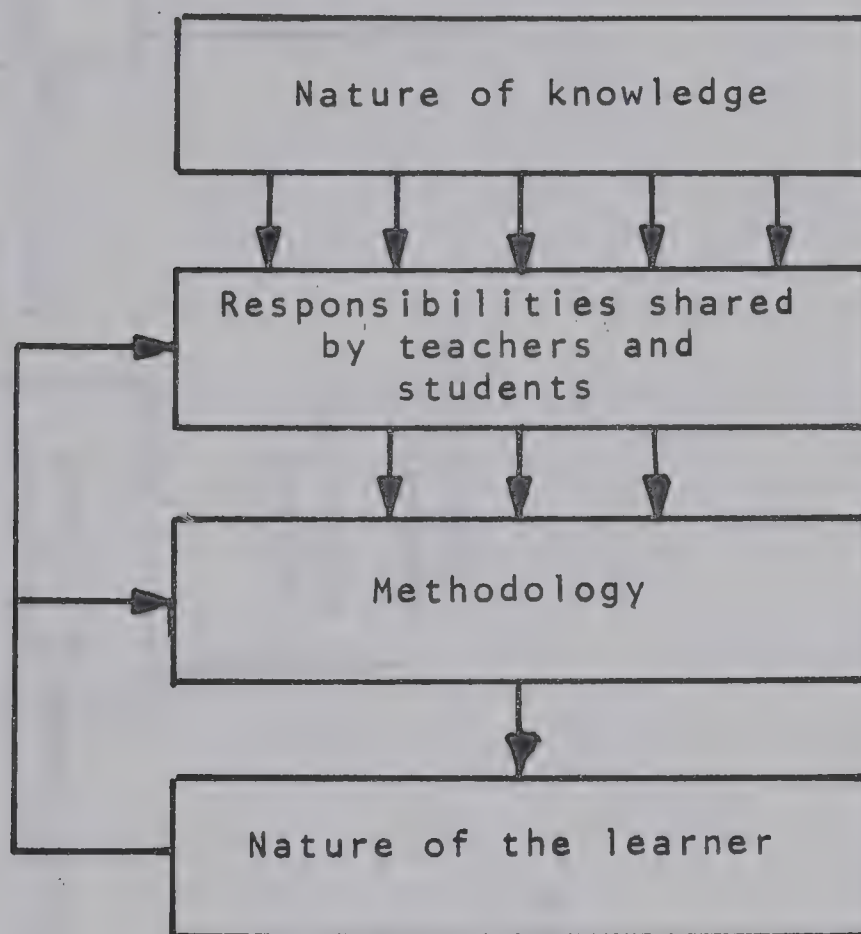 Nature of knowledge
Responsibilities shared
by teachers and
students
Methodology
Nature of the learner